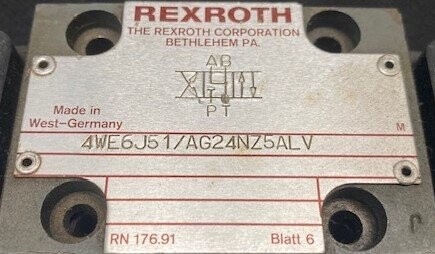 REXROTH
THE REXROTH CORPORATION
BETHLEHEM PA.
AB
PT
Made in
West-Germany
M
4WE6J51/AG24NZ5ALV
RN 176.91 Blatt 6